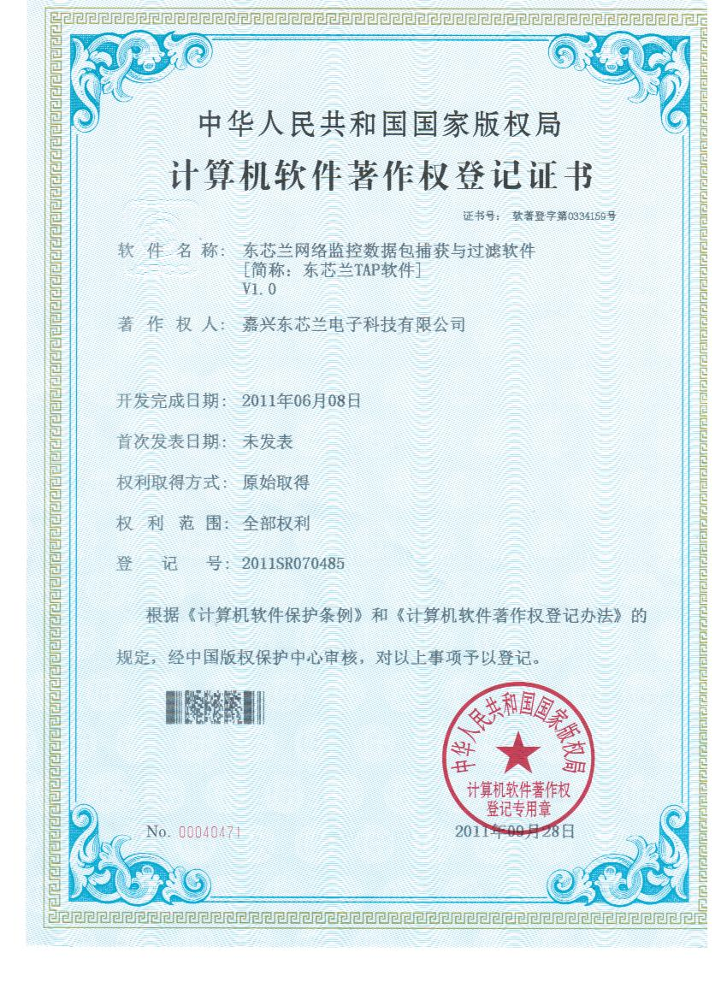 中华人民共和国国家版权局
计算机软件著作权登记证书
证书号： 软著登字第0334159号
软件名称： 东芯兰网络监控数据包捕获与过滤软件
[简称：东芯兰TAP软件]
V1.0
著作权人： 嘉兴东芯兰电子科技有限公司
开发完成日期： 2011年06月08日
首次发表日期： 未发表
权利取得方式： 原始取得
权利范围： 全部权利
登记号： 2011SR070485
根据《计算机软件保护条例》和《计算机软件著作权登记办法》的
规定，经中国版权保护中心审核，对以上事项予以登记。
中华人民共和国国家版权局
计算机软件著作权
登记专用章
No. 00040471
2011年09月28日